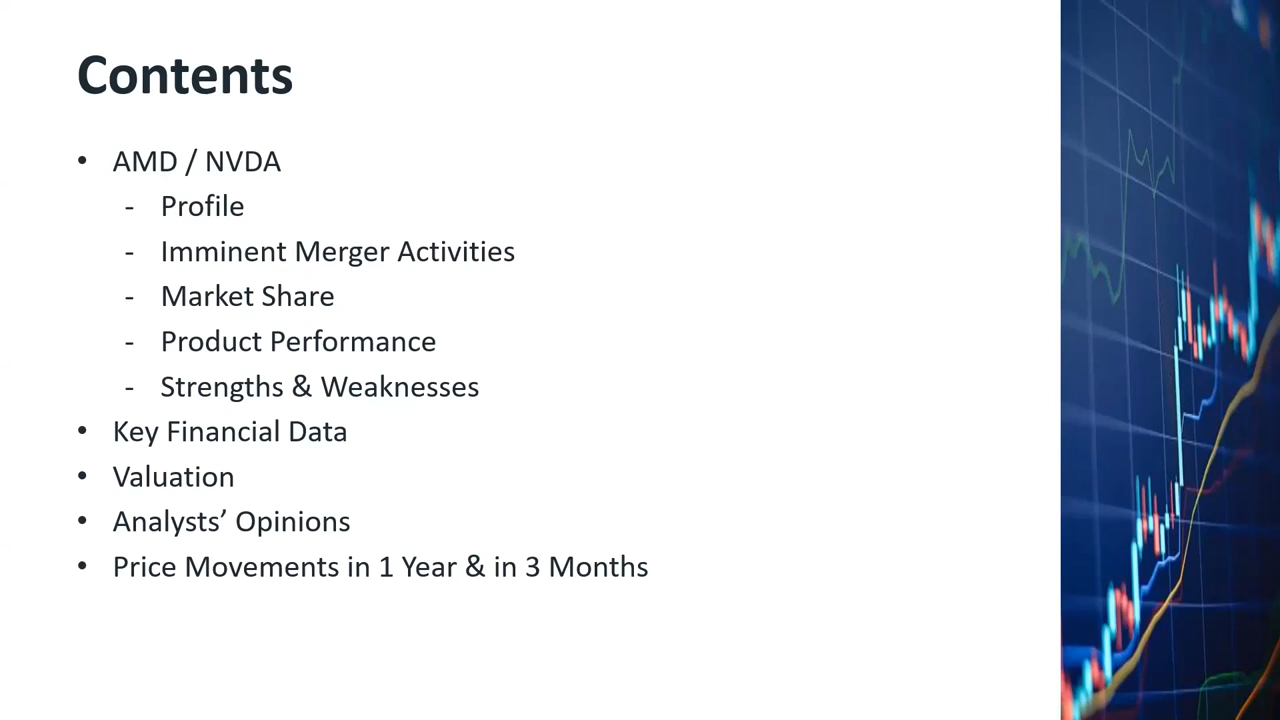 Contents
• AMD / NVDA
- Profile
- Imminent Merger Activities
- Market Share
- Product Performance
- Strengths & Weaknesses
• Key Financial Data
• Valuation
• Analysts’ Opinions
• Price Movements in 1 Year & in 3 Months